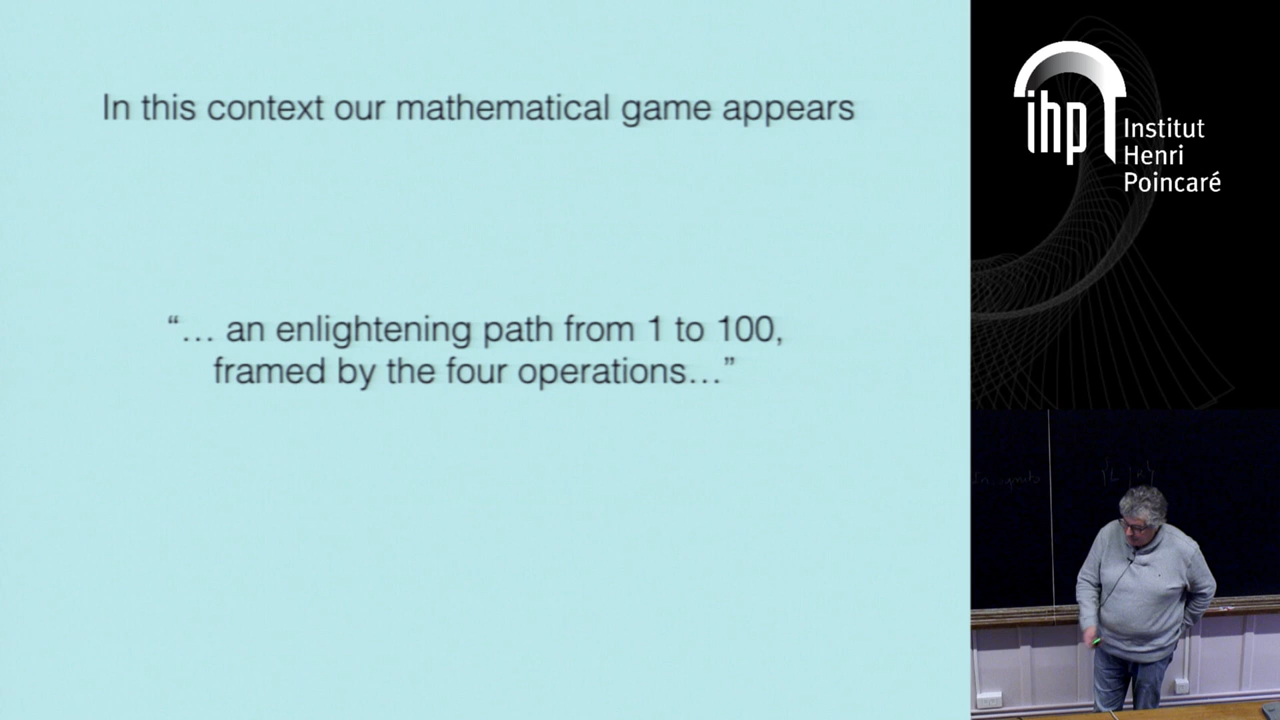 In this context our mathematical game appears
“… an enlightening path from 1 to 100,
framed by the four operations…”
ihp
Institut
Henri
Poincaré